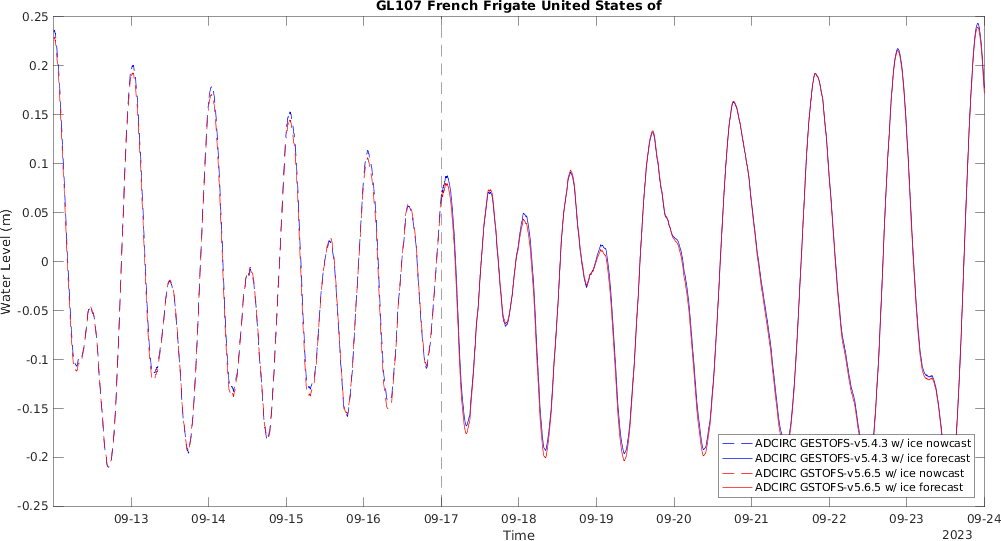 GL107 French Frigate United States of
0.25
0.2
0.15
0.1
0.05
0
-0.05
-0.1
-0.15
-0.2
-0.25
Water Level (m)
ADCIRC GESTOFS-v5.4.3 w/ ice nowcast
ADCIRC GESTOFS-v5.4.3 w/ ice forecast
ADCIRC GSTOFS-v5.6.5 w/ ice nowcast
ADCIRC GSTOFS-v5.6.5 w/ ice forecast
09-13 09-14 09-15 09-16 09-17 09-18 09-19 09-20 09-21 09-22 09-23 09-24
Time
2023